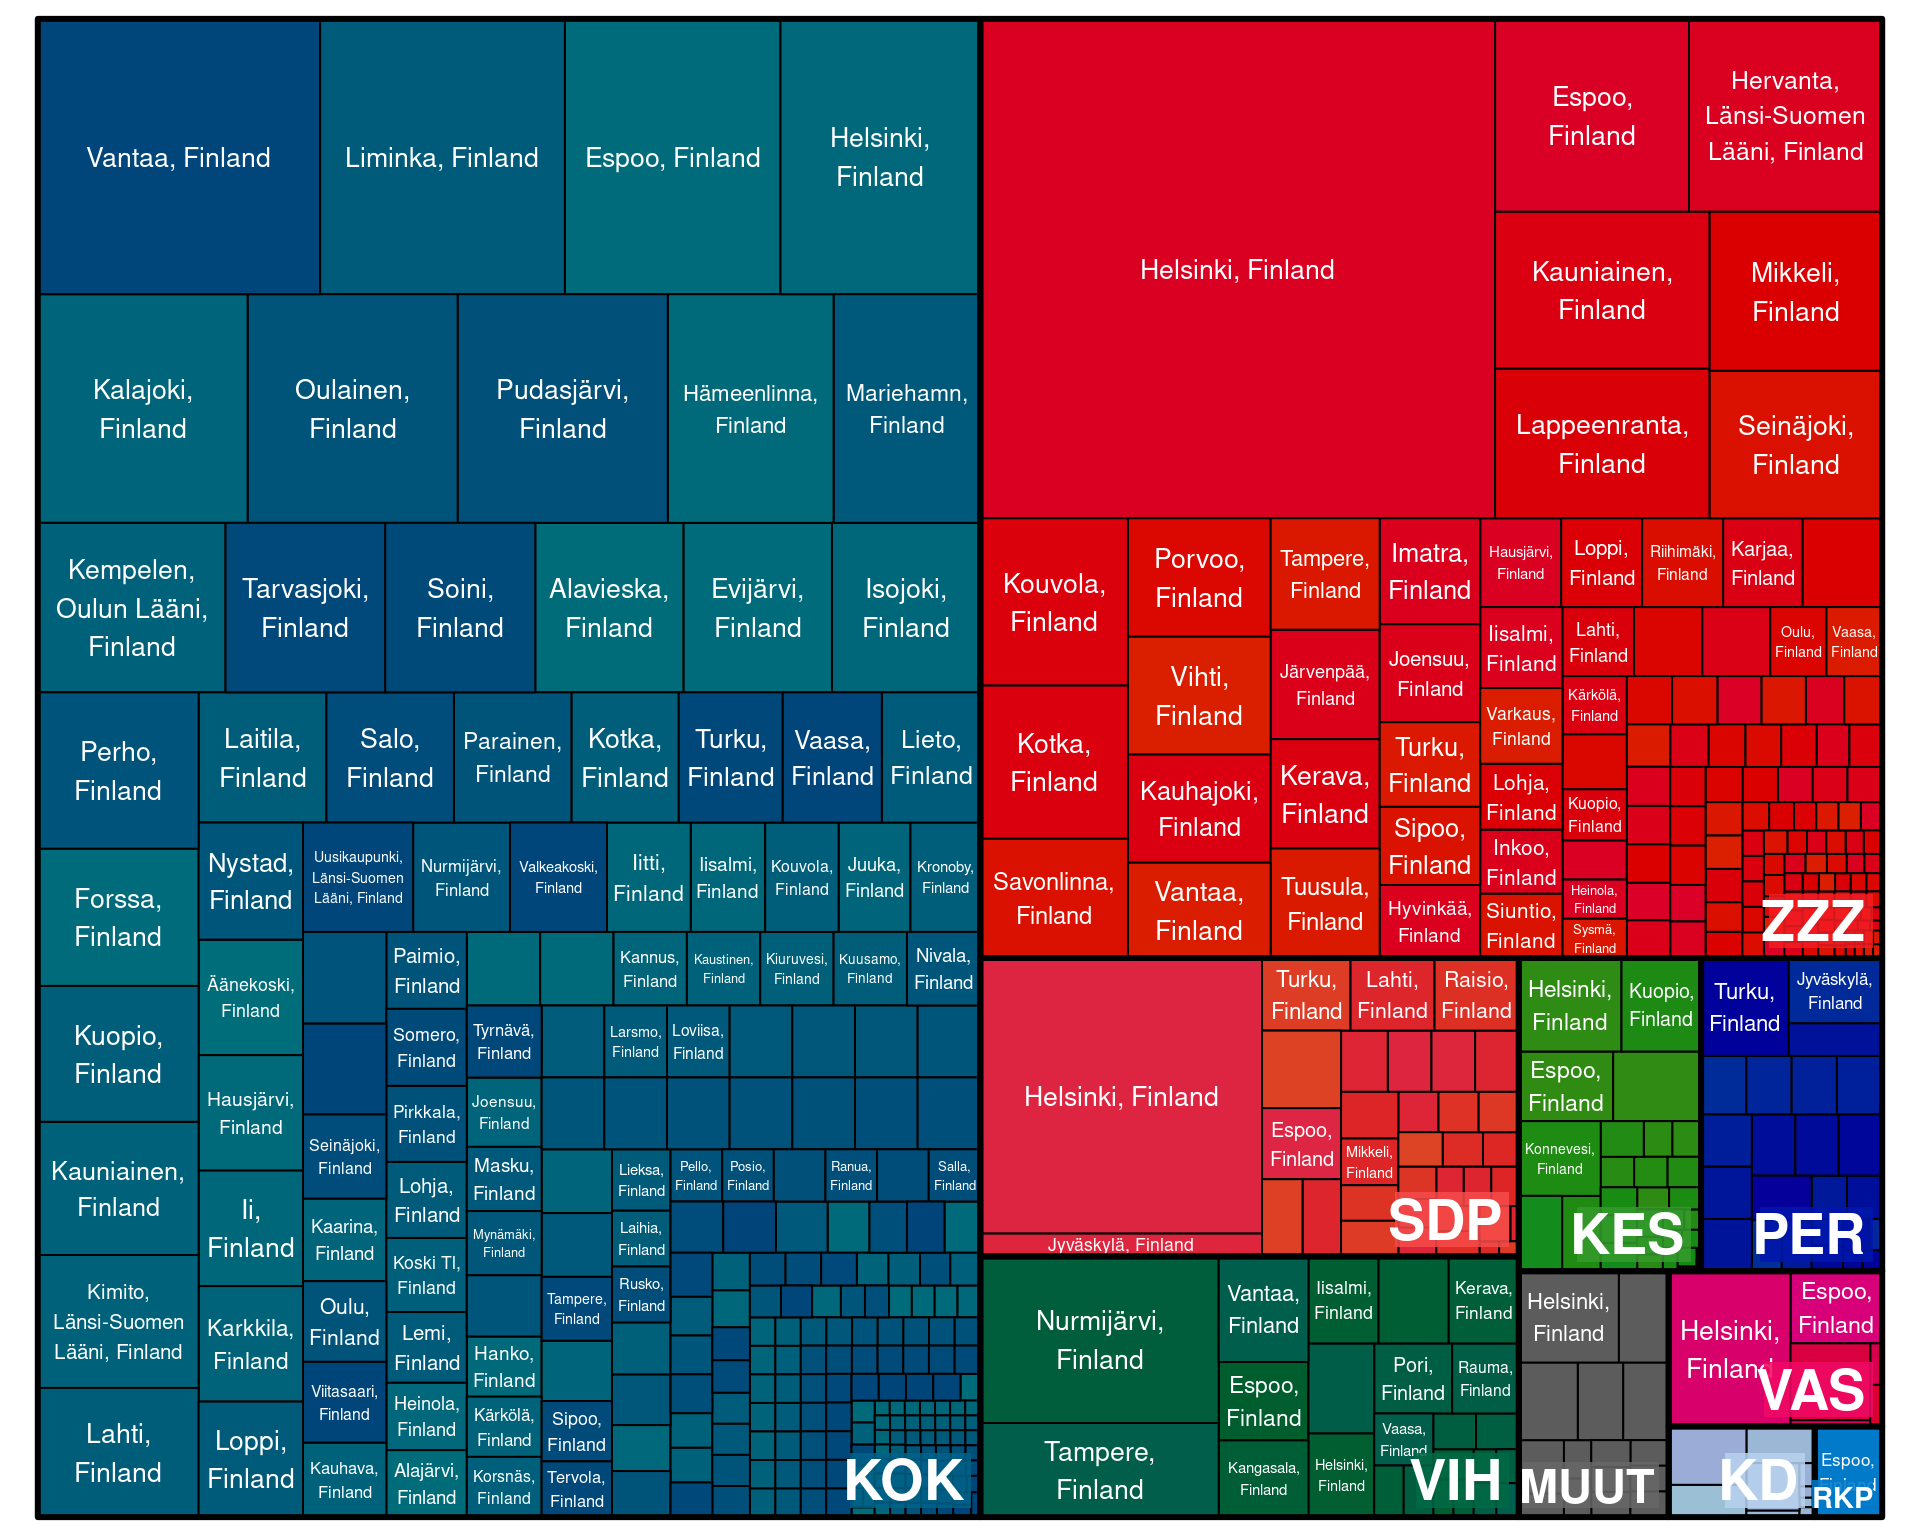 Vantaa, Finland
Liminka, Finland
Espoo, Finland
Helsinki,
Finland
Kalajoki,
Finland
Oulainen,
Finland
Pudasjärvi,
Finland
Hämeenlinna,
Finland
Mariehamn,
Finland
Kempelen,
Oulun Lääni,
Finland
Tarvasjoki,
Finland
Soini,
Finland
Alavieska,
Finland
Evijärvi,
Finland
Isojoki,
Finland
Perho,
Finland
Forssa,
Finland
Kuopio,
Finland
Kauniainen,
Finland
Kimito,
Länsi-Suomen
Lääni, Finland
Lahti,
Finland
Laitila,
Finland
Salo,
Finland
Parainen,
Finland
Kotka,
Finland
Turku,
Finland
Vaasa,
Finland
Lieto,
Finland
Nystad,
Finland
Äänekoski,
Finland
Hausjärvi,
Finland
Ii,
Finland
Karkkila,
Finland
Loppi,
Finland
Uusikaupunki,
Länsi-Suomen
Lääni, Finland
Nurmijärvi,
Finland
Valkeakoski,
Finland
Iitti,
Finland
Iisalmi,
Finland
Kouvola,
Finland
Juuka,
Finland
Kronoby,
Finland
Seinäjoki,
Finland
Kaarina,
Finland
Oulu,
Finland
Viitasaari,
Finland
Kauhava,
Finland
Paimio,
Finland
Somero,
Finland
Pirkkala,
Finland
Lohja,
Finland
Koski Tl,
Finland
Lemi,
Finland
Heinola,
Finland
Alajärvi,
Finland
Kannus,
Finland
Kaustinen,
Finland
Kiuruvesi,
Finland
Kuusamo,
Finland
Nivala,
Finland
Tyrnävä,
Finland
Joensuu,
Finland
Masku,
Finland
Mynämäki,
Finland
Hanko,
Finland
Kärkölä,
Finland
Korsnäs,
Finland
Larsmo,
Finland
Loviisa,
Finland
Tampere,
Finland
Sipoo,
Finland
Tervola,
Finland
Lieksa,
Finland
Laihia,
Finland
Rusko,
Finland
Pello,
Finland
Posio,
Finland
Ranua,
Finland
Salla,
Finland
KOK
Helsinki, Finland
Espoo,
Finland
Hervanta,
Länsi-Suomen
Lääni, Finland
Kauniainen,
Finland
Mikkeli,
Finland
Lappeenranta,
Finland
Seinäjoki,
Finland
Kouvola,
Finland
Kotka,
Finland
Savonlinna,
Finland
Porvoo,
Finland
Vihti,
Finland
Kauhajoki,
Finland
Vantaa,
Finland
Tampere,
Finland
Järvenpää,
Finland
Kerava,
Finland
Tuusula,
Finland
Imatra,
Finland
Joensuu,
Finland
Turku,
Finland
Sipoo,
Finland
Hyvinkää,
Finland
Hausjärvi,
Finland
Loppi,
Finland
Riihimäki,
Finland
Karjaa,
Finland
Iisalmi,
Finland
Varkaus,
Finland
Lohja,
Finland
Inkoo,
Finland
Siuntio,
Finland
Lahti,
Finland
Oulu,
Finland
Vaasa,
Finland
Kärkölä,
Finland
Kuopio,
Finland
Heinola,
Finland
Sysmä,
Finland
ZZZ
Helsinki, Finland
Jyväskylä, Finland
Turku,
Finland
Lahti,
Finland
Raisio,
Finland
Espoo,
Finland
Mikkeli,
Finland
SDP
Helsinki,
Finland
Kuopio,
Finland
Espoo,
Finland
Konnevesi,
Finland
KES
Turku,
Finland
Jyväskylä,
Finland
PER
Nurmijärvi,
Finland
Tampere,
Finland
Vantaa,
Finland
Espoo,
Finland
Kangasala,
Finland
Iisalmi,
Finland
Kerava,
Finland
Pori,
Finland
Rauma,
Finland
Vaasa,
Finland
Helsinki,
Finland
VIH
Helsinki,
Finland
MUUT
Helsinki,
Finland
Espoo,
Finland
VAS
KD
Espoo,
Finland
RKP